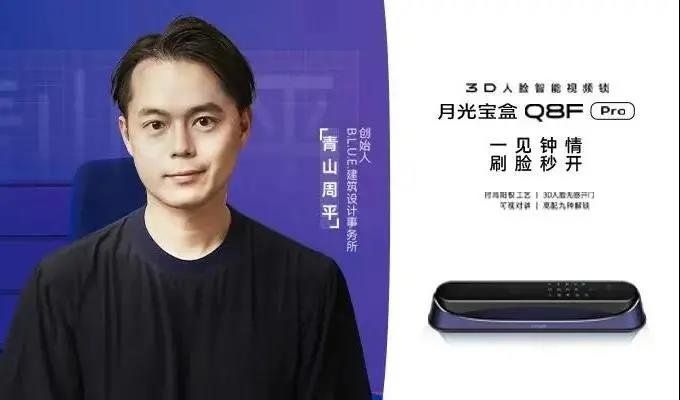 创始人
B.L.U.E.建筑设计事务所
青山周平
3D人脸智能视频锁
月光宝盒 Q8F Pro
一见钟情
刷脸秒开
时尚阳极工艺 | 3D人脸无感开门
可视对讲 | 高配九种解锁